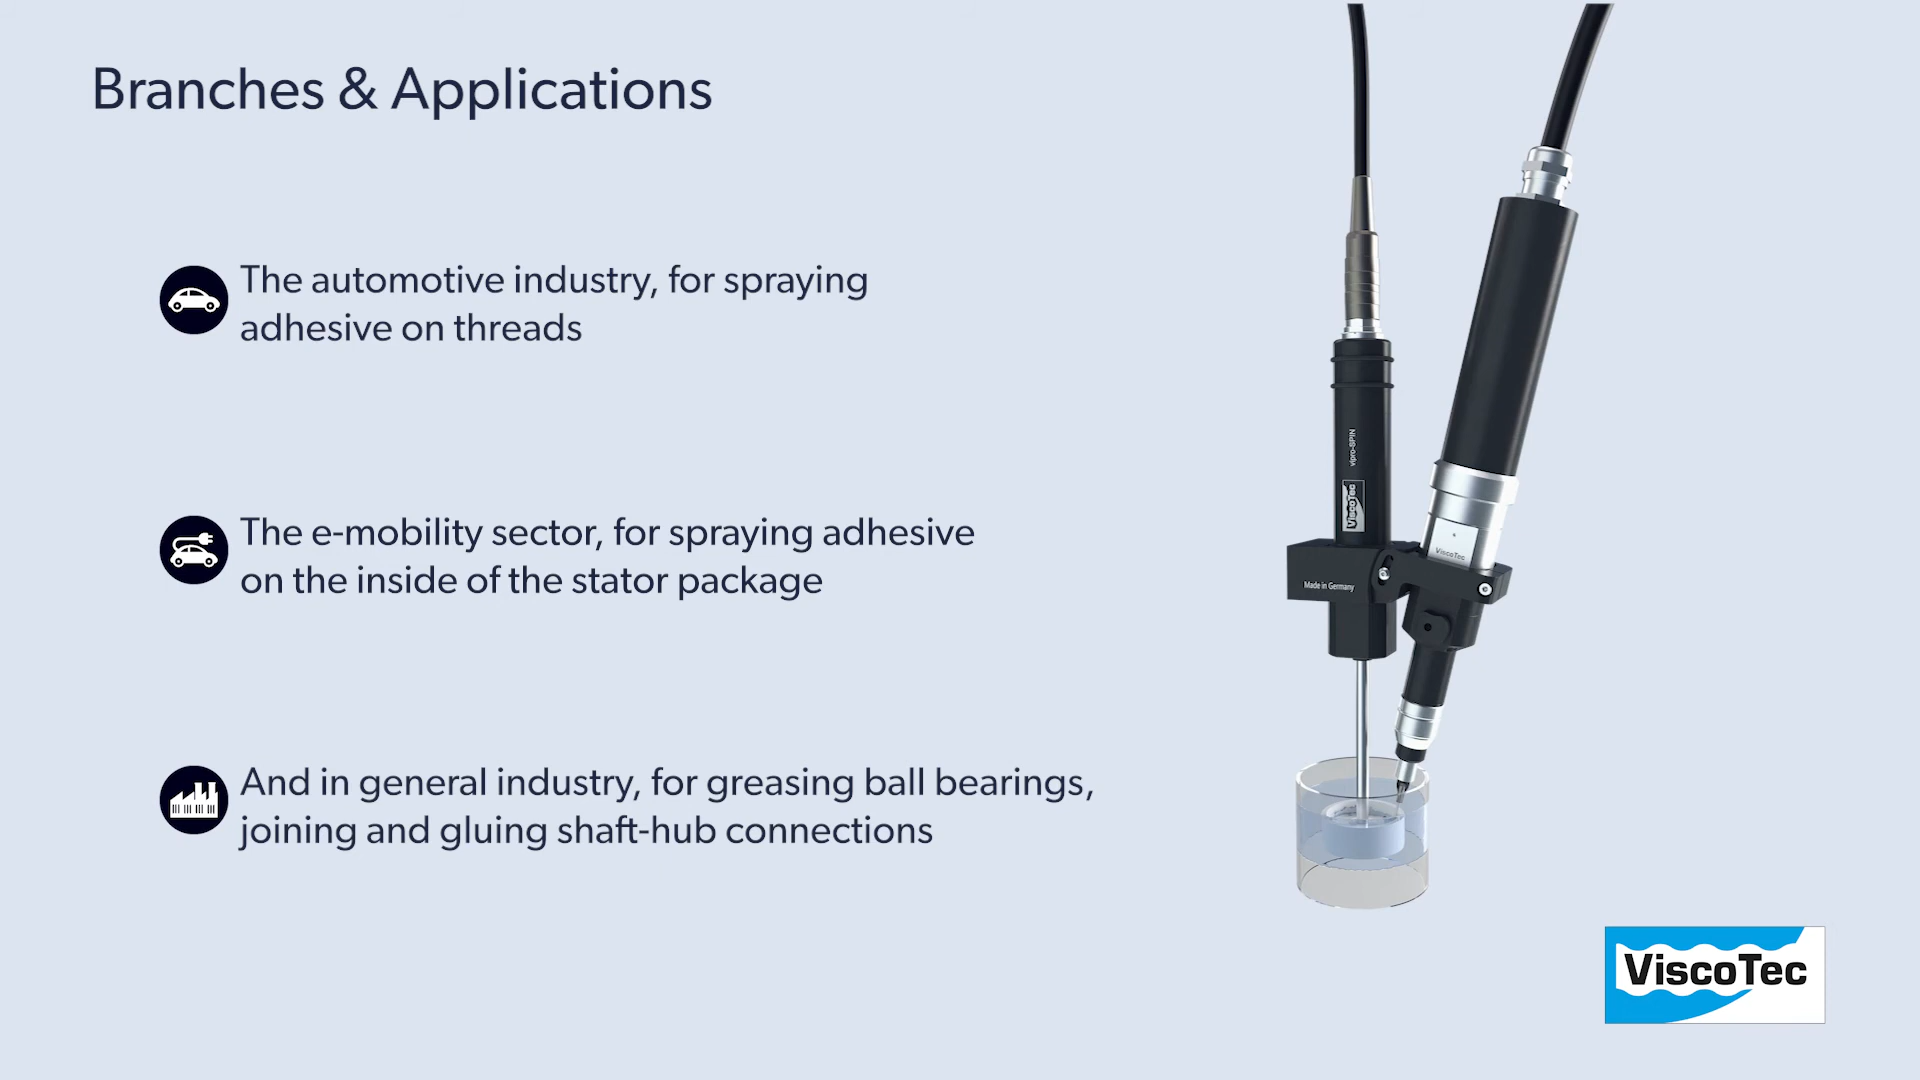 Branches & Applications
The automotive industry, for spraying
adhesive on threads
The e-mobility sector, for spraying adhesive
on the inside of the stator package
And in general industry, for greasing ball bearings,
joining and gluing shaft-hub connections
vipro-SPIN
ViscoTec
ViscoTec
Made in Germany
ViscoTec